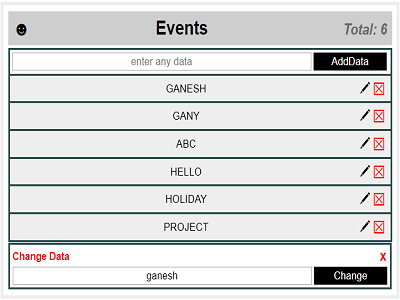 Events Total: 6
enter any data AddData
GANESH
GANY
ABC
HELLO
HOLIDAY
PROJECT
Change Data X
ganesh Change